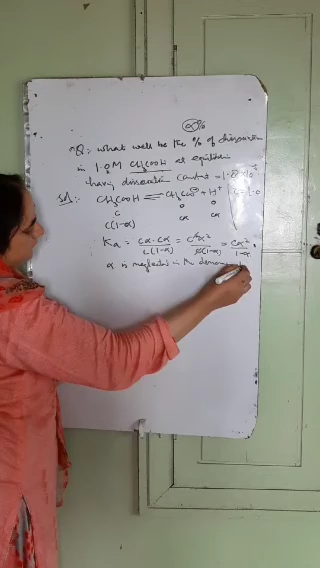 α%
Q:- what will be the % of dissociation
in 1.0M CH₃COOH at equilibrium
having dissociation constant = 1.8×10⁻⁵
Sol. CH₃COOH ⇌ CH₃COO⁻ + H⁺ C = 1.0
C 0 0
C(1-α) Cα Cα
Ka = Cα.Cα / C(1-α) = C²α² / C(1-α) = Cα² / 1-α
α is neglected in the